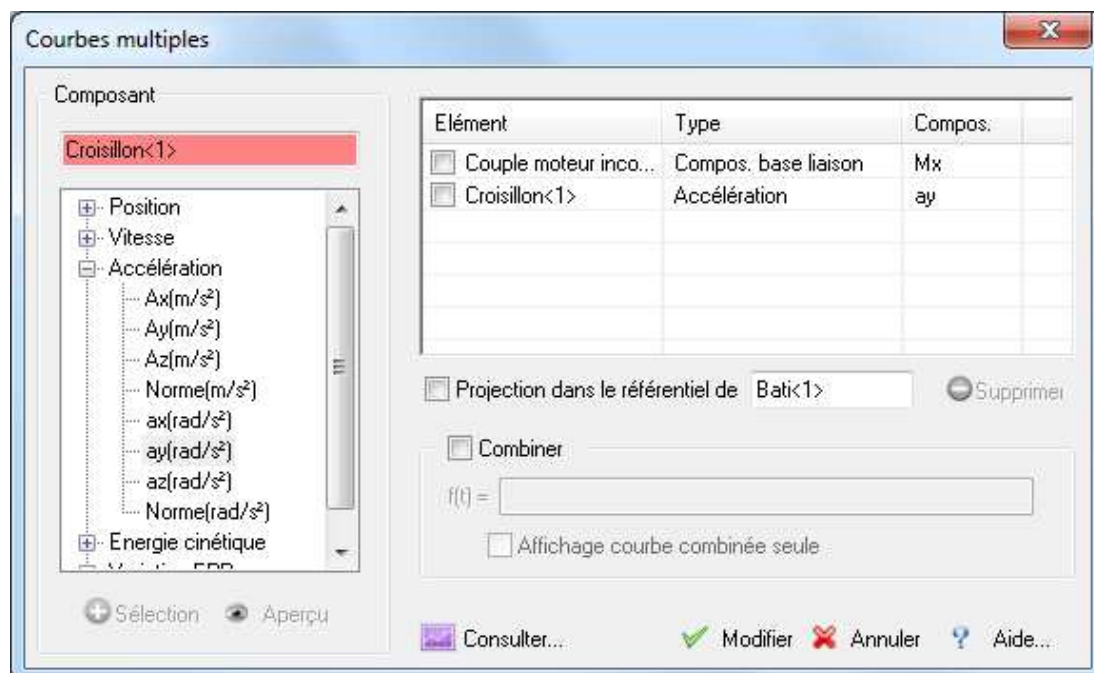 Courbes multiples
Composant
Croisillon<1>
Position
Vitesse
Accélération
Ax(m/s²)
Ay(m/s²)
Az(m/s²)
Norme(m/s²)
ax(rad/s²)
ay(rad/s²)
az(rad/s²)
Norme(rad/s²)
Energie cinétique
Sélection Aperçu
Elément Type Compos.
Couple moteur inco... Compos. base liaison Mx
Croisillon<1> Accélération ay
Projection dans le référentiel de Bati<1> Supprimer
Combiner
f(t) =
Affichage courbe combinée seule
Consulter... Modifier Annuler Aide...